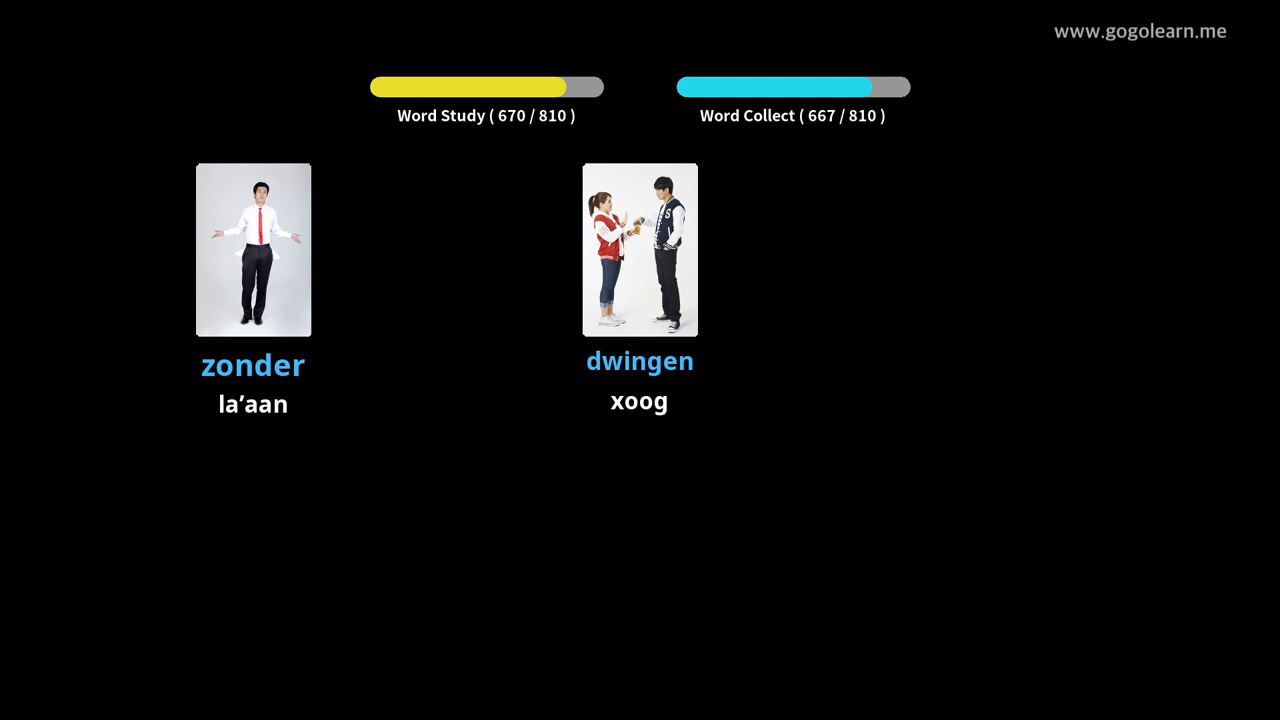 www.gogolearn.me
Word Study ( 670 / 810 )
Word Collect ( 667 / 810 )
zonder
la’aan
dwingen
xoog